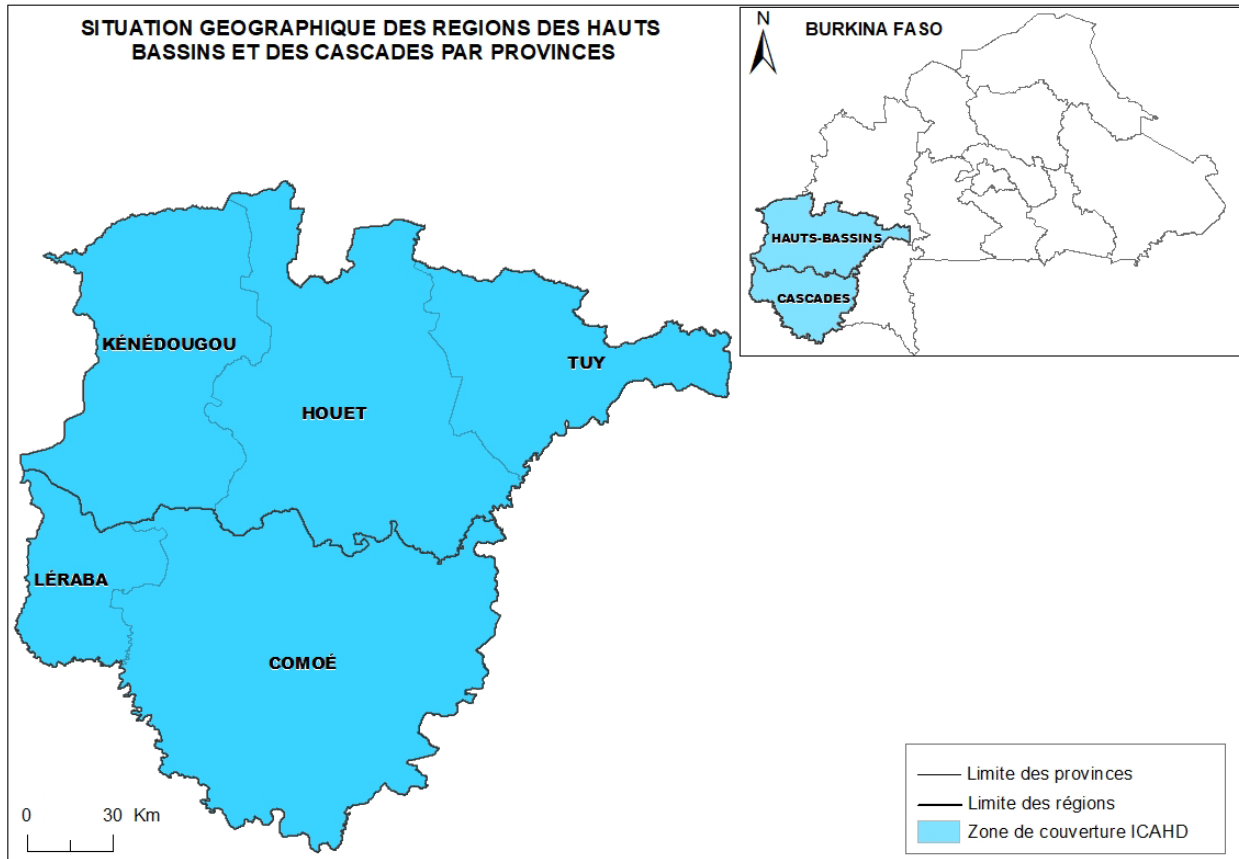 SITUATION GEOGRAPHIQUE DES REGIONS DES HAUTS
BASSINS ET DES CASCADES PAR PROVINCES
N
BURKINA FASO
HAUTS-BASSINS
CASCADES
KÉNÉDOUGOU
TUY
HOUET
LÉRABA
COMOÉ
0 30 Km
Limite des provinces
Limite des régions
Zone de couverture ICAHD